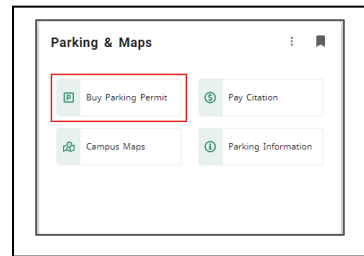 Parking & Maps
Buy Parking Permit
Pay Citation
Campus Maps
Parking Information